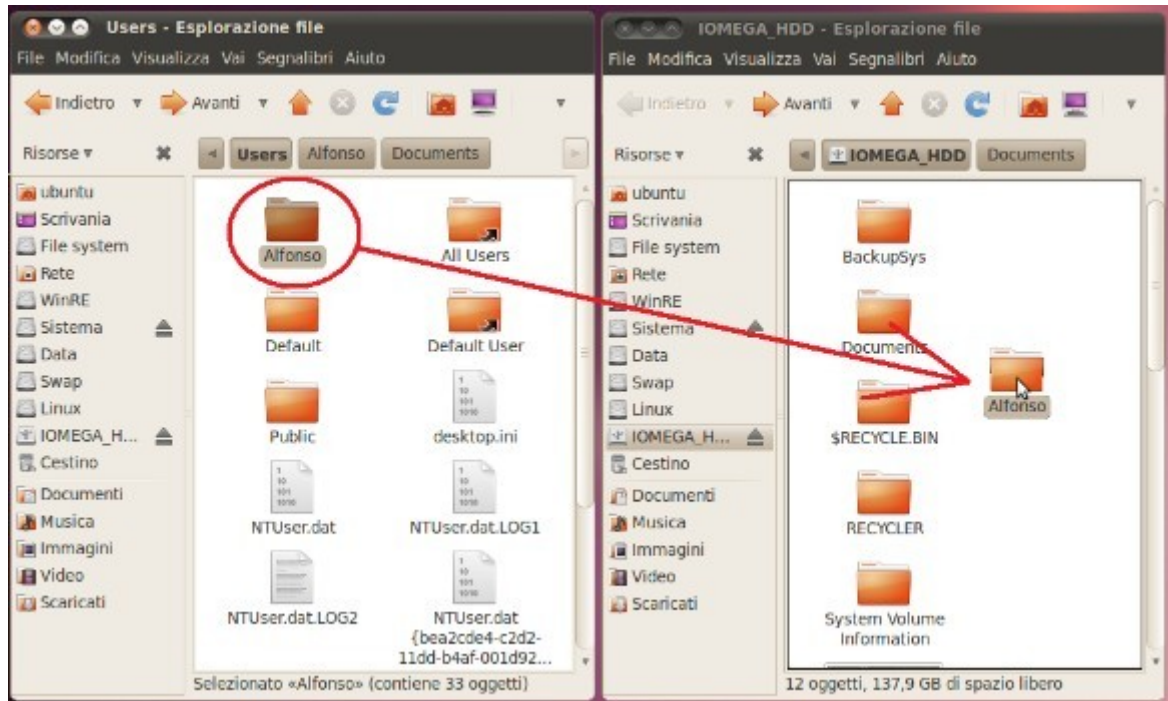 Users - Esplorazione file
File Modifica Visualizza Vai Segnalibri Aiuto
Indietro Avanti
Risorse Users Alfonso Documents
ubuntu
Scrivania
File system
Rete
WinRE
Sistema
Data
Swap
Linux
IOMEGA_H...
Cestino
Documenti
Musica
Immagini
Video
Scaricati
Alfonso All Users
Default Default User
Public desktop.ini
NTUser.dat NTUser.dat.LOG1
NTUser.dat.LOG2 NTUser.dat
{bea2cde4-c2d2-
11dd-b4af-001d92...
Selezionato «Alfonso» (contiene 33 oggetti)
IOMEGA_HDD - Esplorazione file
File Modifica Visualizza Vai Segnalibri Aiuto
Indietro Avanti
Risorse IOMEGA_HDD Documents
ubuntu
Scrivania
File system
Rete
WinRE
Sistema
Data
Swap
Linux
IOMEGA_H...
Cestino
Documenti
Musica
Immagini
Video
Scaricati
BackupSys
Documents
Alfonso
$RECYCLE.BIN
RECYCLER
System Volume
Information
12 oggetti, 137,9 GB di spazio libero